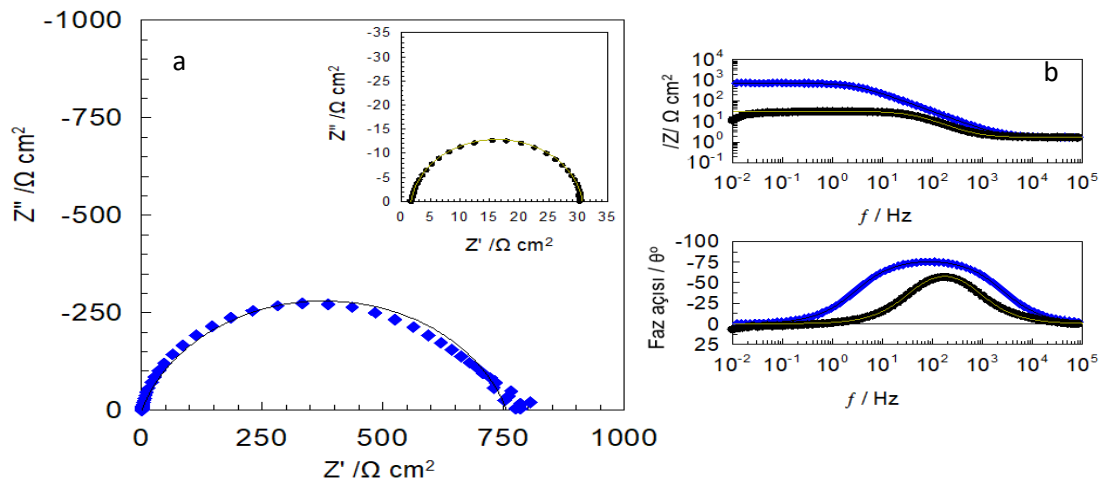 a
-1000
-750
-500
-250
0
0 250 500 750 1000
Z'' /Ω cm²
Z' /Ω cm²
-35
-30
-25
-20
-15
-10
-5
0
0 5 10 15 20 25 30 35
Z'' /Ω cm²
Z' /Ω cm²
b
10⁴
10³
10²
10¹
10⁰
10⁻¹
10⁻² 10⁻¹ 10⁰ 10¹ 10² 10³ 10⁴ 10⁵
/Z/ Ω cm²
f / Hz
-100
-75
-50
-25
0
25
10⁻² 10⁻¹ 10⁰ 10¹ 10² 10³ 10⁴ 10⁵
Faz açısı / θº
f / Hz